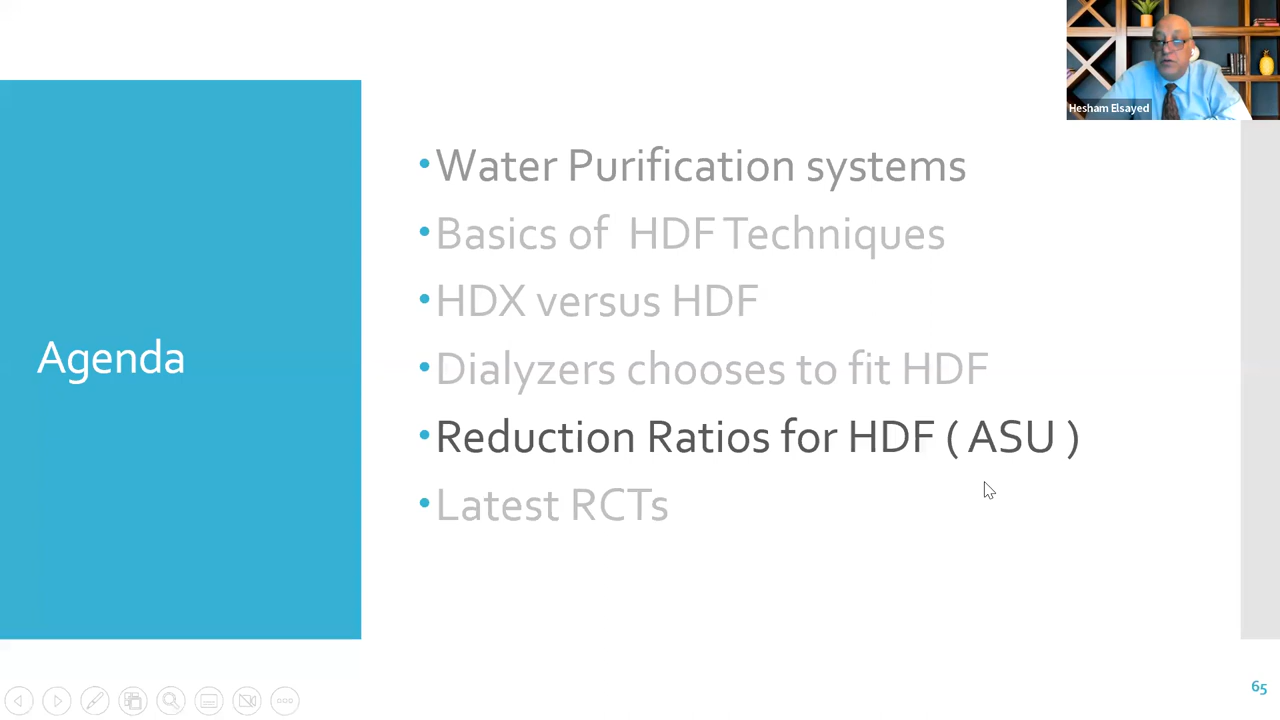 Hesham Elsayed
Agenda
•Water Purification systems
•Basics of HDF Techniques
•HDX versus HDF
•Dialyzers chooses to fit HDF
•Reduction Ratios for HDF ( ASU )
•Latest RCTs
65